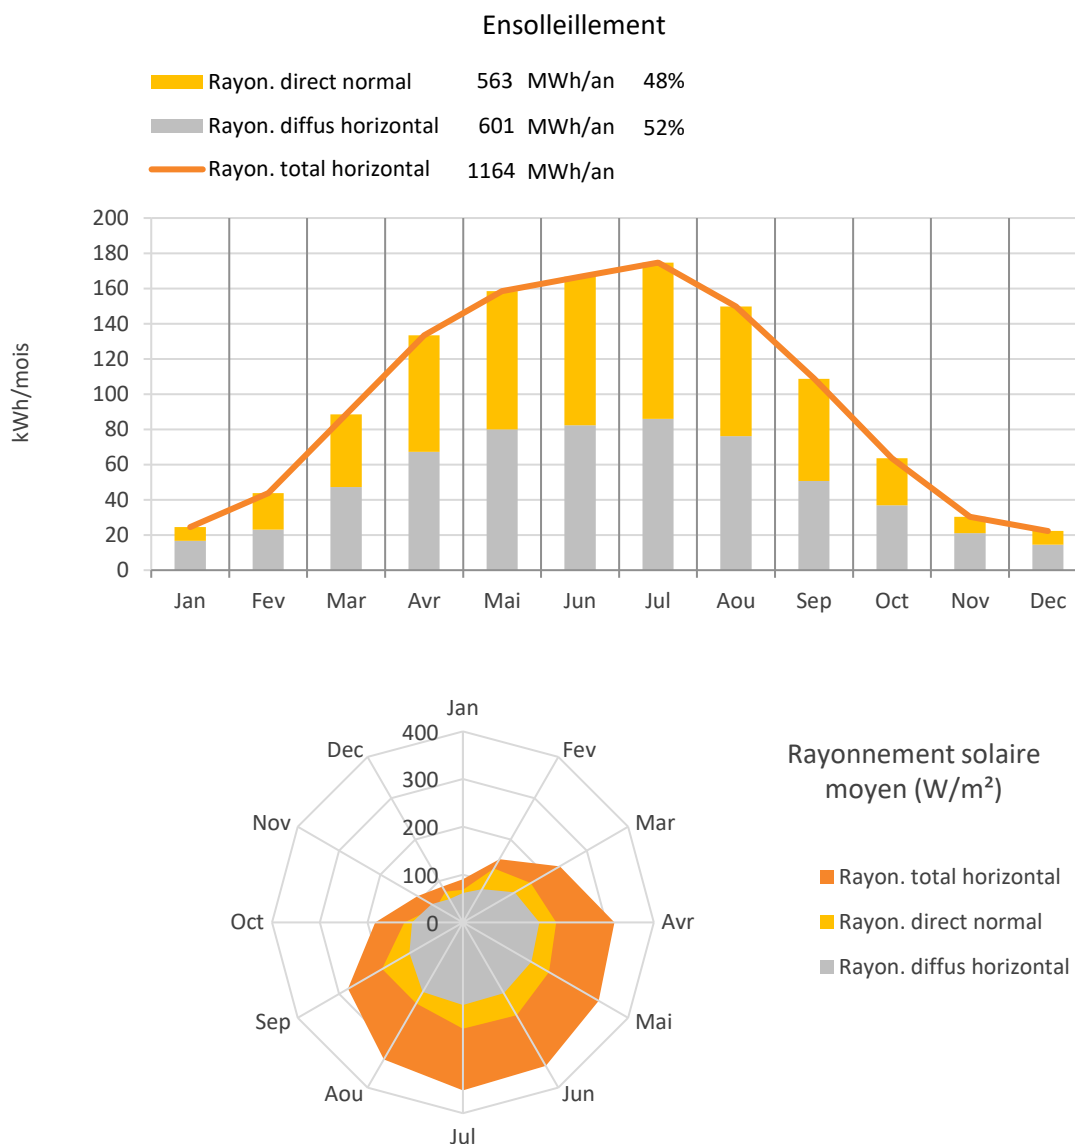 Ensolleillement
Rayon. direct normal 563 MWh/an 48%
Rayon. diffus horizontal 601 MWh/an 52%
Rayon. total horizontal 1164 MWh/an
200
180
160
140
120
100
80
60
40
20
0
kWh/mois
Jan Fev Mar Avr Mai Jun Jul Aou Sep Oct Nov Dec
Jan
Fev
Mar
Avr
Mai
Jun
Jul
Aou
Sep
Oct
Nov
Dec
400
300
200
100
0
Rayonnement solaire
moyen (W/m²)
Rayon. total horizontal
Rayon. direct normal
Rayon. diffus horizontal